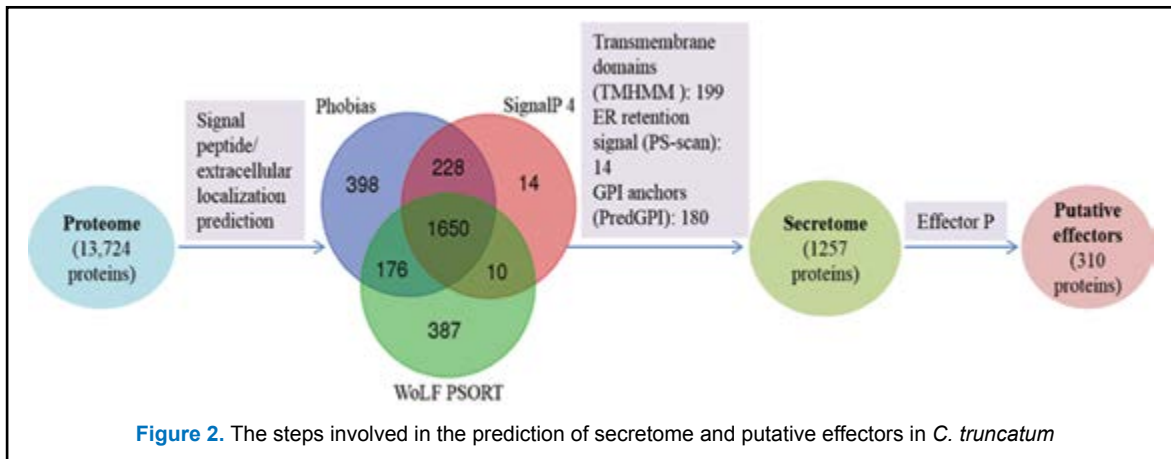 Proteome
(13,724
proteins)
Signal
peptide/
extracellular
localization
prediction
Phobias
SignalP 4
398
228
14
1650
176
10
387
WoLF PSORT
Transmembrane
domains
(TMHMM ): 199
ER retention
signal (PS-scan):
14
GPI anchors
(PredGPI): 180
Secretome
(1257
proteins)
Effector P
Putative
effectors
(310
proteins)
Figure 2. The steps involved in the prediction of secretome and putative effectors in C. truncatum